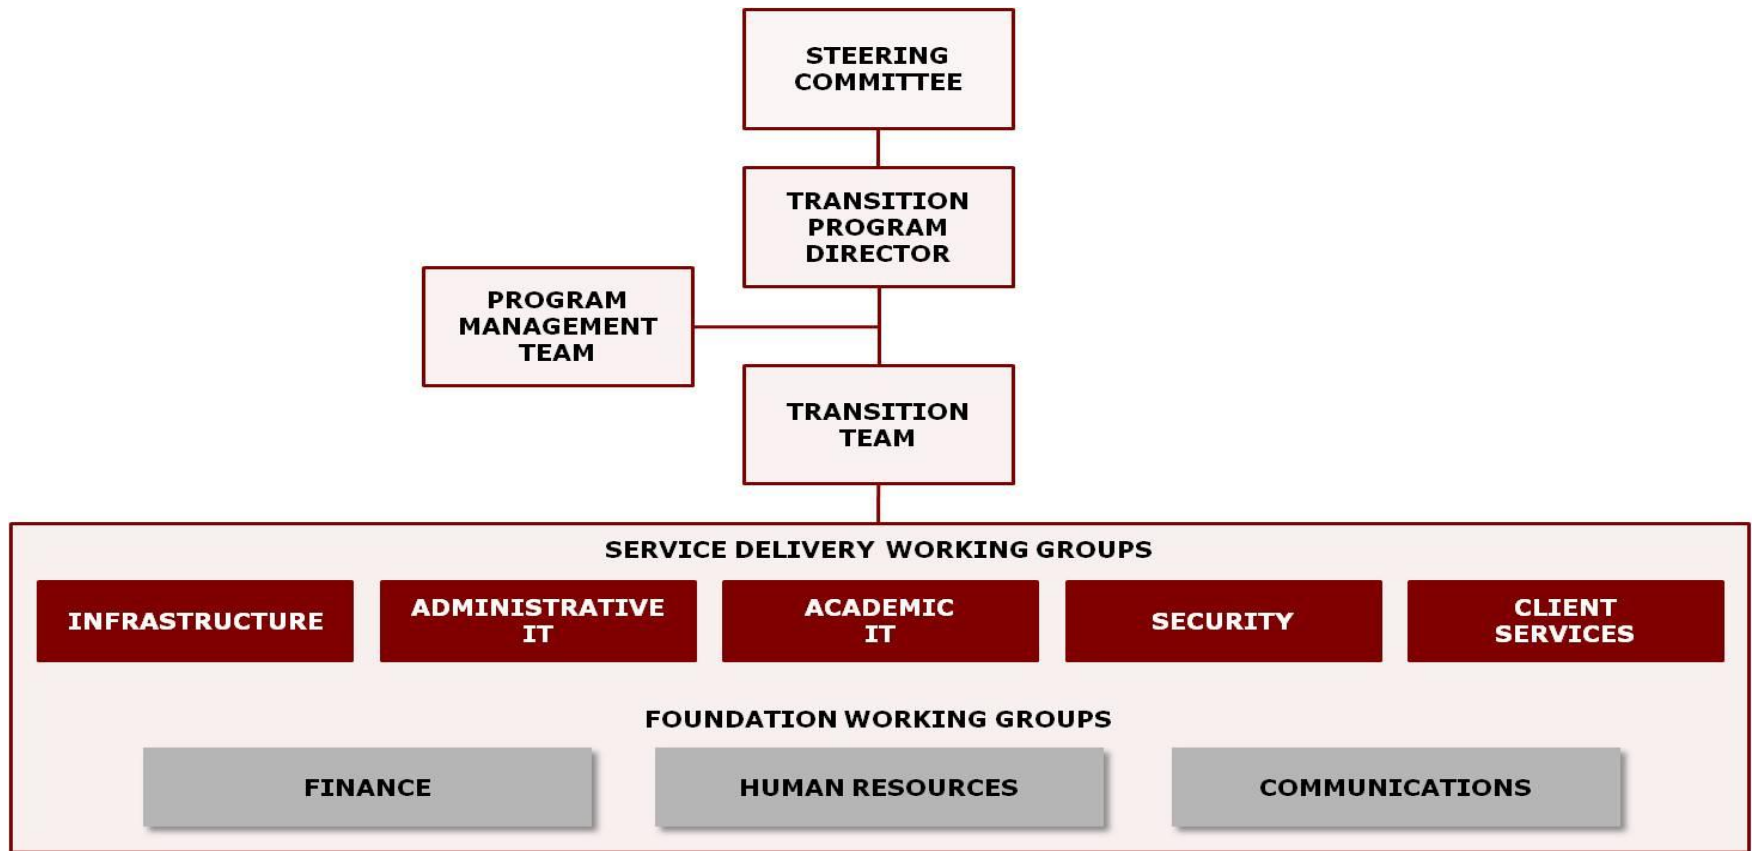 STEERING
COMMITTEE
TRANSITION
PROGRAM
DIRECTOR
PROGRAM
MANAGEMENT
TEAM
TRANSITION
TEAM
SERVICE DELIVERY WORKING GROUPS
INFRASTRUCTURE
ADMINISTRATIVE
IT
ACADEMIC
IT
SECURITY
CLIENT
SERVICES
FOUNDATION WORKING GROUPS
FINANCE
HUMAN RESOURCES
COMMUNICATIONS